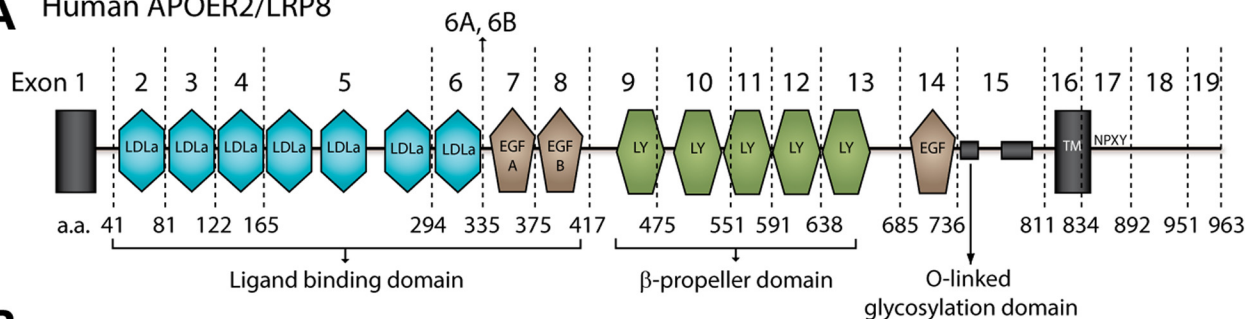 A
Human APOER2/LRP8
6A, 6B
Exon 1 2 3 4 5 6 7 8 9 10 11 12 13 14 15 16 17 18 19
LDLa LDLa LDLa LDLa LDLa LDLa LDLa EGF A EGF B LY LY LY LY LY EGF TM NPXY
a.a. 41 81 122 165 294 335 375 417 475 551 591 638 685 736 811 834 892 951 963
Ligand binding domain β-propeller domain O-linked
glycosylation domain